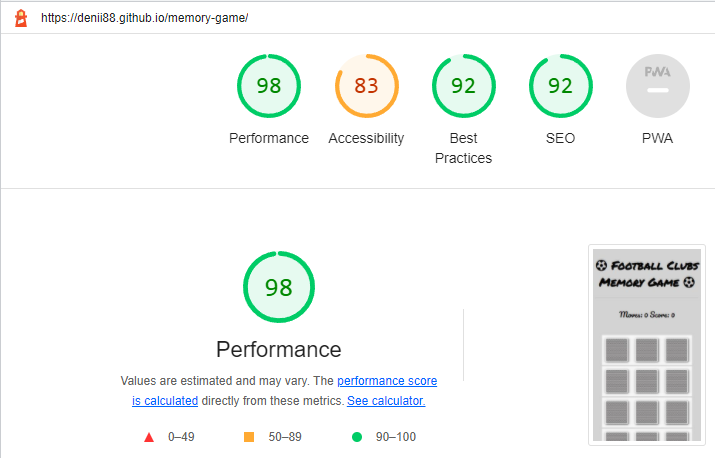 https://denii88.github.io/memory-game/
98 83 92 92 PWA
Performance Accessibility Best Practices SEO PWA
98
Performance
Values are estimated and may vary. The performance score
is calculated directly from these metrics. See calculator.
0–49 50–89 90–100
Football Clubs
Memory Game
Moves: 0 Score: 0